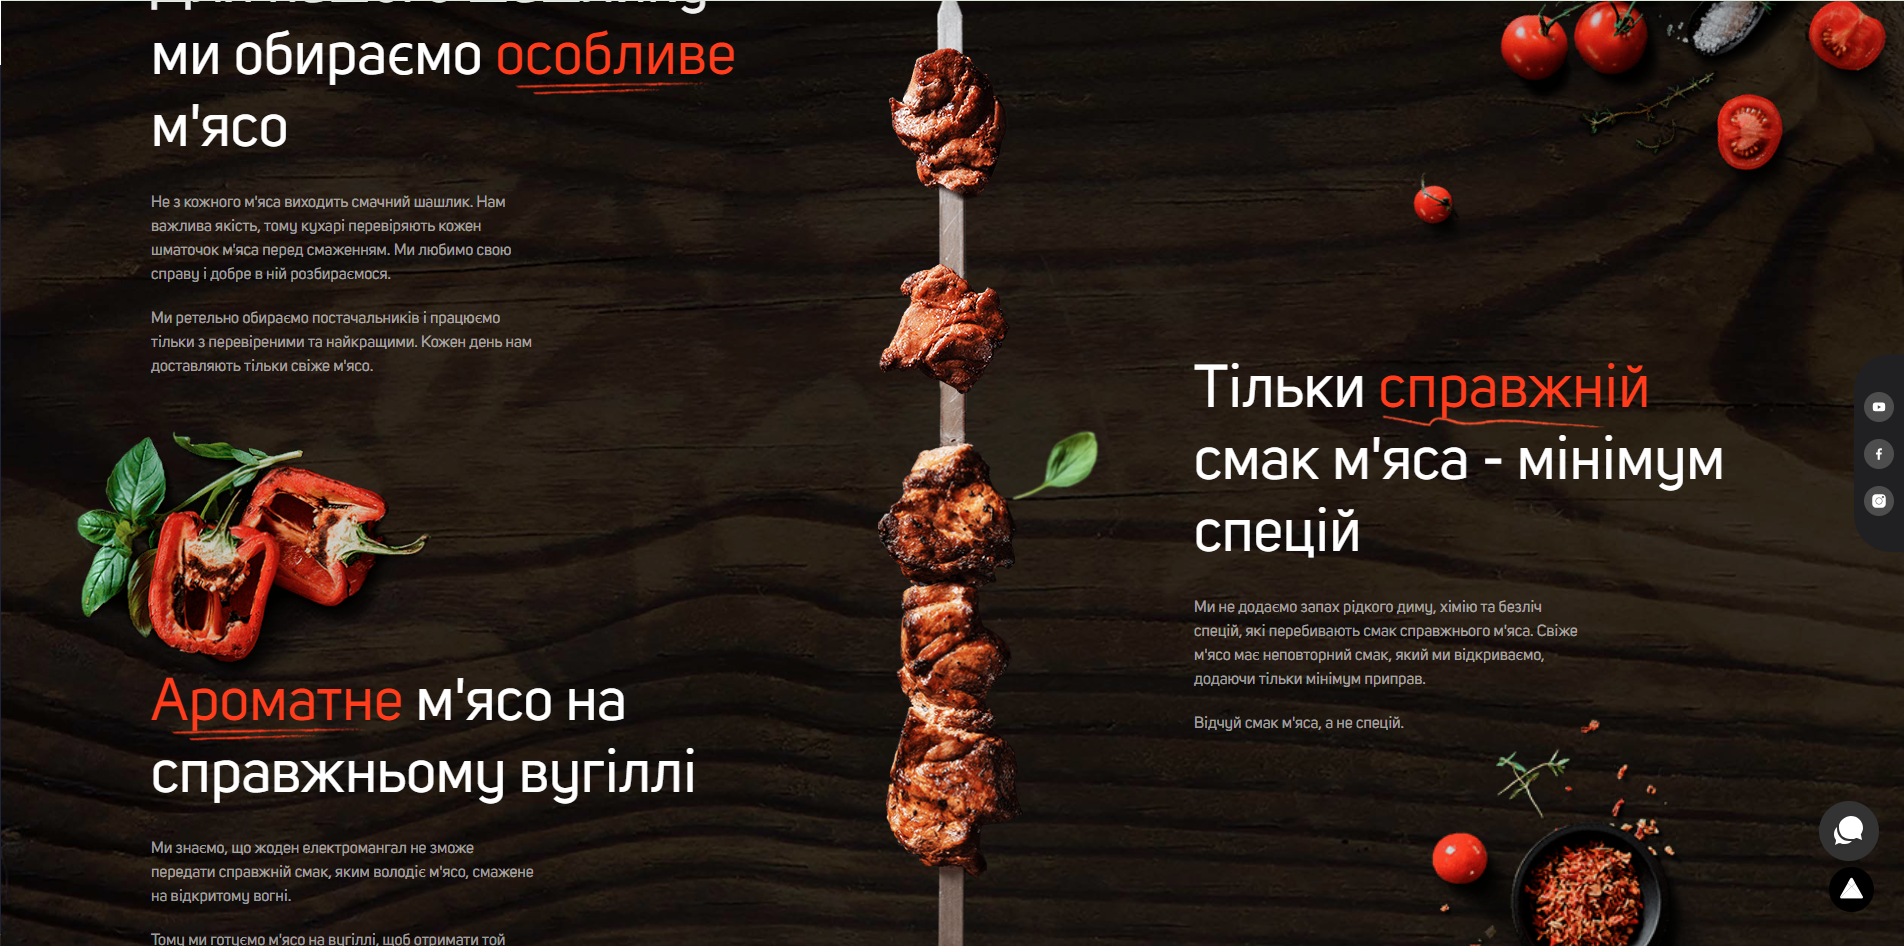 Для нашого шашлику
ми обираємо особливе
м'ясо
Не з кожного м'яса виходить смачний шашлик. Нам
важлива якість, тому кухарі перевіряють кожен
шматочок м'яса перед смаженням. Ми любимо свою
справу і добре в ній розбираємося.
Ми ретельно обираємо постачальників і працюємо
тільки з перевіреними та найкращими. Кожен день нам
доставляють тільки свіже м'ясо.
Тільки справжній
смак м'яса - мінімум
спецій
Ми не додаємо запах рідкого диму, хімію та безліч
спецій, які перебивають смак справжнього м'яса. Свіже
м'ясо має неповторний смак, який ми відкриваємо,
додаючи тільки мінімум приправ.
Відчуй смак м'яса, а не спецій.
Ароматне м'ясо на
справжньому вугіллі
Ми знаємо, що жоден електромангал не зможе
передати справжній смак, яким володіє м'ясо, смажене
на відкритому вогні.
Тому ми готуємо м'ясо на вугіллі, щоб отримати той